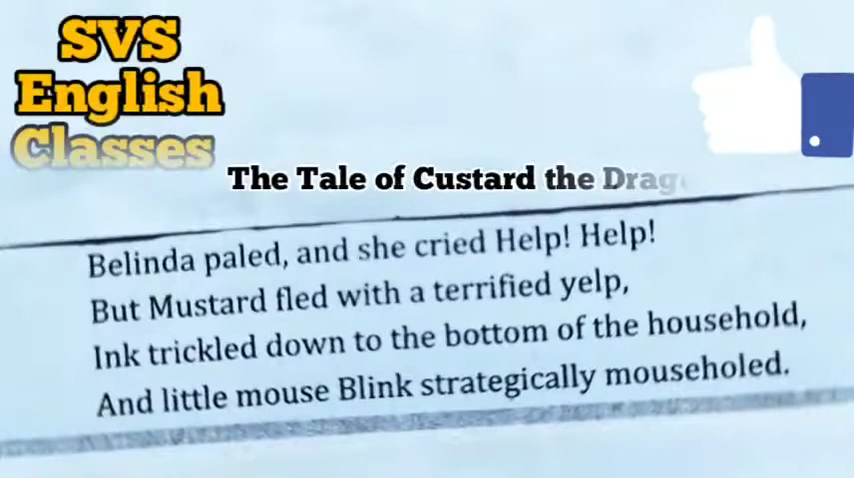 SVS
English
Classes
The Tale of Custard the Drag
Belinda paled, and she cried Help! Help!
But Mustard fled with a terrified yelp,
Ink trickled down to the bottom of the household,
And little mouse Blink strategically mouseholed.